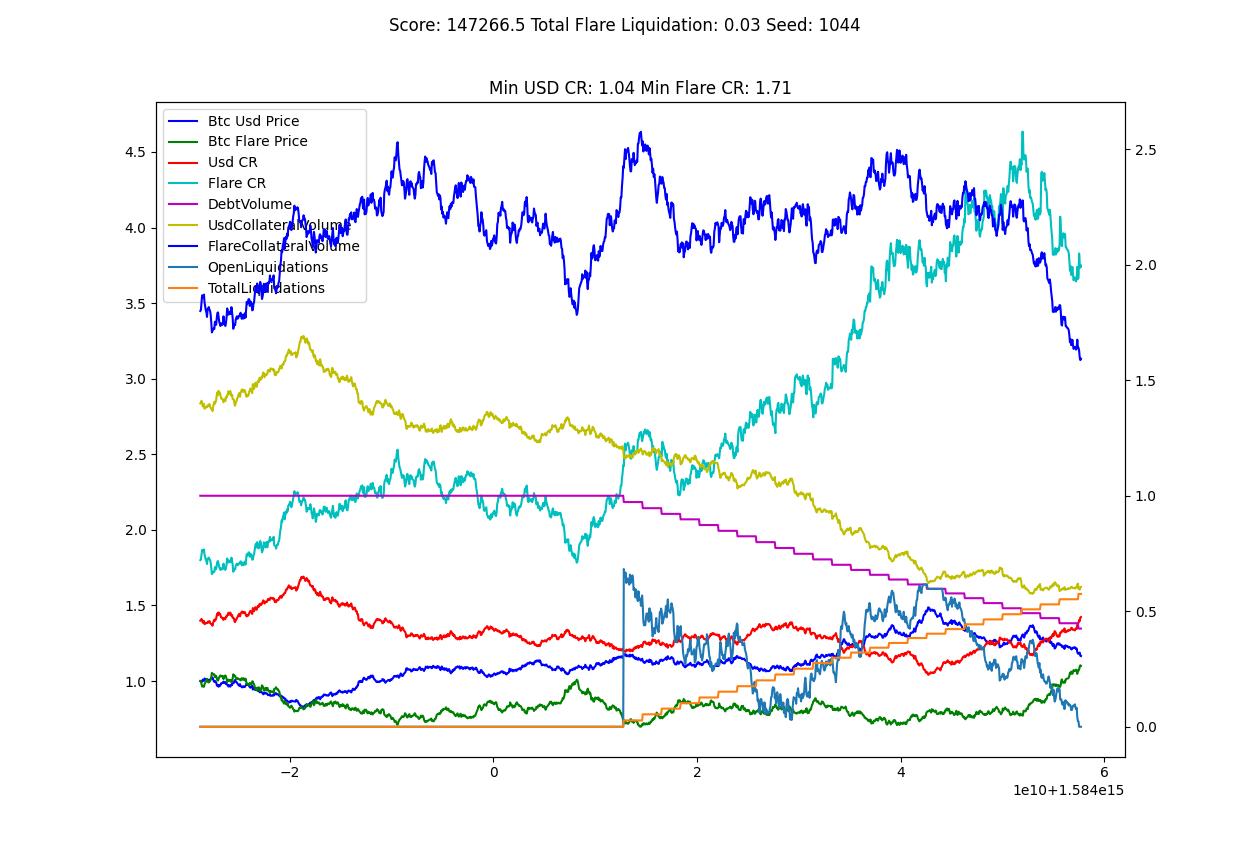 Score: 147266.5 Total Flare Liquidation: 0.03 Seed: 1044
Min USD CR: 1.04 Min Flare CR: 1.71
Btc Usd Price
Btc Flare Price
Usd CR
Flare CR
DebtVolume
UsdCollateralVolume
FlareCollateralVolume
OpenLiquidations
TotalLiquidations
4.5
4.0
3.5
3.0
2.5
2.0
1.5
1.0
2.5
2.0
1.5
1.0
0.5
0.0
−2
0
2
4
6
1e10+1.584e15